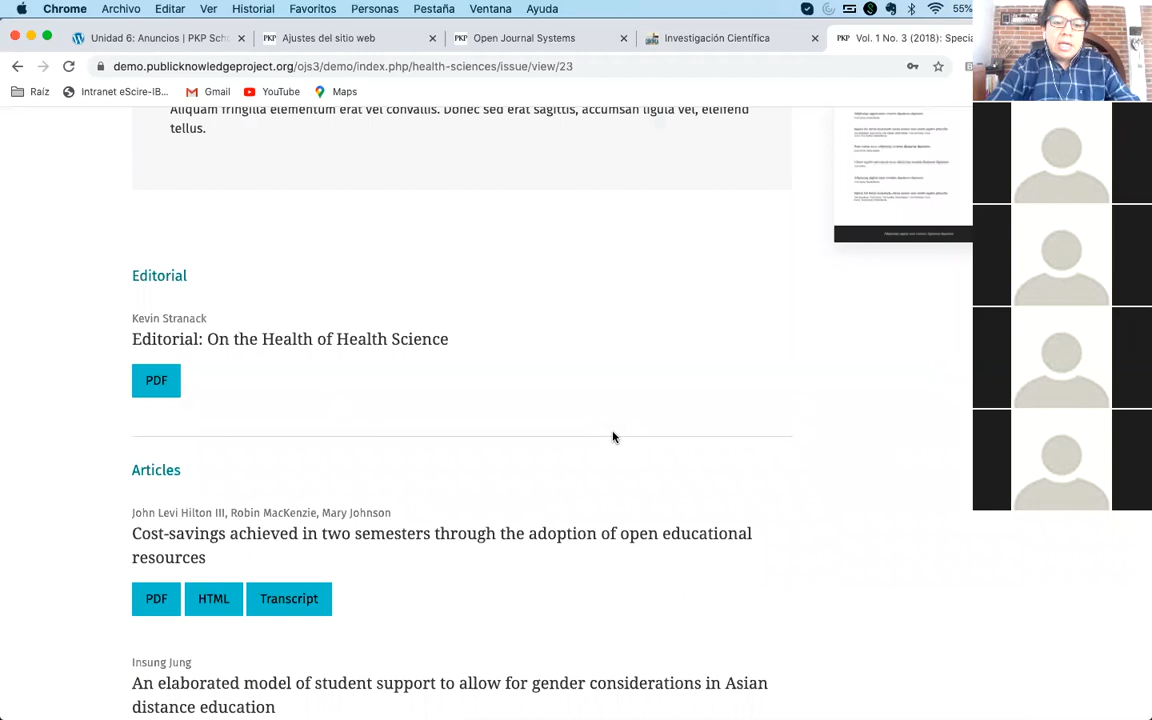 Chrome Archivo Editar Ver Historial Favoritos Personas Pestaña Ventana Ayuda 55%
Unidad 6: Anuncios | PKP Scho
PKP Ajustes del sitio web
PKP Open Journal Systems
Investigación Científica
PKP Vol. 1 No. 3 (2018): Specia
demo.publicknowledgeproject.org/ojs3/demo/index.php/health-sciences/issue/view/23
Raíz Intranet eScire-IB... Gmail YouTube Maps
Aliquam fringilla elementum erat vel convallis. Donec sed erat sagittis, accumsan ligula vel, eleifend
tellus.
Editorial
Kevin Stranack
Editorial: On the Health of Health Science
PDF
Articles
John Levi Hilton III, Robin MacKenzie, Mary Johnson
Cost-savings achieved in two semesters through the adoption of open educational
resources
PDF HTML Transcript
Insung Jung
An elaborated model of student support to allow for gender considerations in Asian
distance education